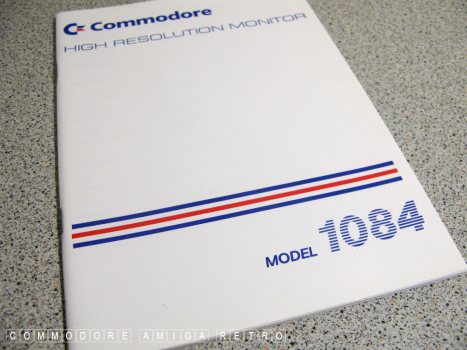 Commodore
HIGH RESOLUTION MONITOR
MODEL 1084
COMMODORE AMIGA RETRO